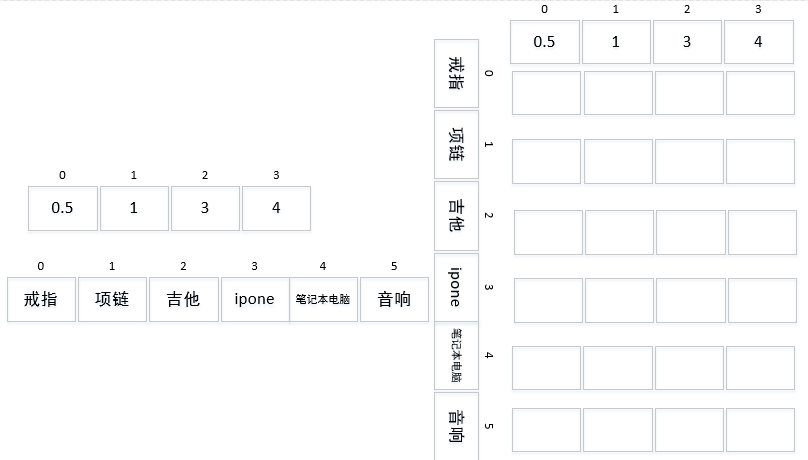 0 1 2 3
0.5 1 3 4
0 1 2 3 4 5
戒指 项链 吉他 ipone 笔记本电脑 音响
0 1 2 3
0.5 1 3 4
戒指 0
项链 1
吉他 2
ipone 3
笔记本电脑 4
音响 5